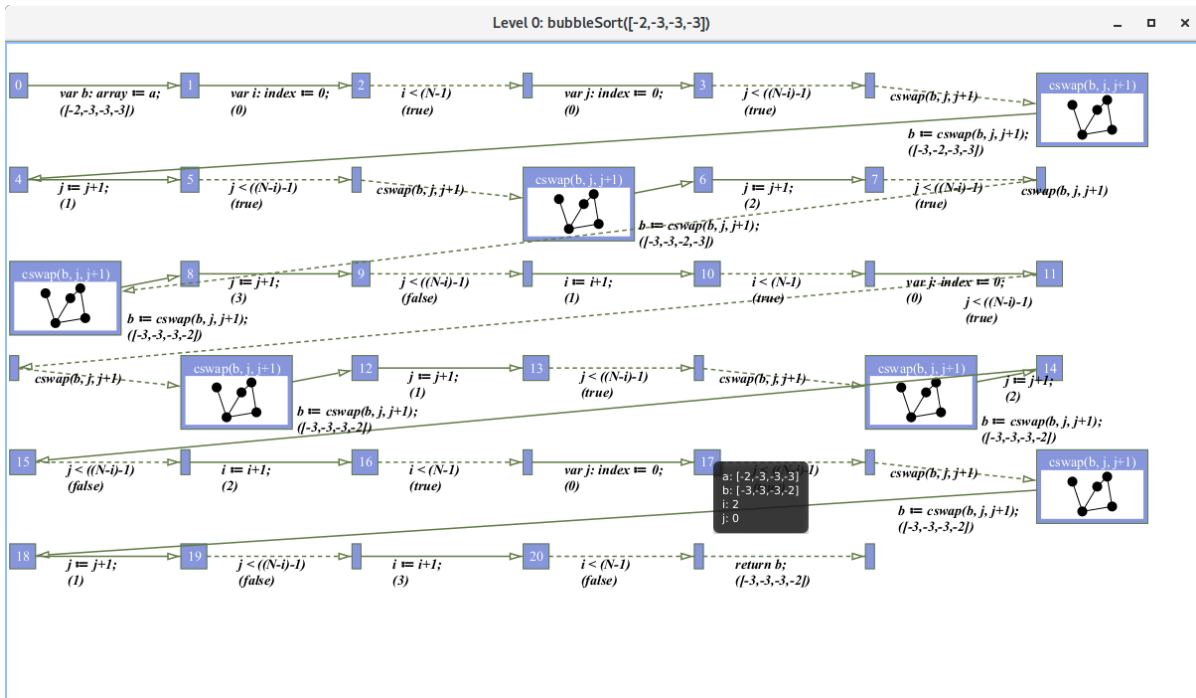 Level 0: bubbleSort([-2,-3,-3,-3])
0
var b: array ≔ a;
([-2,-3,-3,-3])
1
var i: index ≔ 0;
(0)
2
i < (N-1)
(true)
var j: index ≔ 0;
(0)
3
j < ((N-i)-1)
(true)
cswap(b, j, j+1)
cswap(b, j, j+1)
b ≔ cswap(b, j, j+1);
([-3,-2,-3,-3])
4
j ≔ j+1;
(1)
5
j < ((N-i)-1)
(true)
cswap(b, j, j+1)
cswap(b, j, j+1)
b ≔ cswap(b, j, j+1);
([-3,-3,-2,-3])
6
j ≔ j+1;
(2)
7
j < ((N-i)-1)
(true)
cswap(b, j, j+1)
cswap(b, j, j+1)
b ≔ cswap(b, j, j+1);
([-3,-3,-3,-2])
8
j ≔ j+1;
(3)
9
j < ((N-i)-1)
(false)
i ≔ i+1;
(1)
10
i < (N-1)
(true)
var j: index ≔ 0;
(0)
11
j < ((N-i)-1)
(true)
cswap(b, j, j+1)
cswap(b, j, j+1)
b ≔ cswap(b, j, j+1);
([-3,-3,-3,-2])
12
j ≔ j+1;
(1)
13
j < ((N-i)-1)
(true)
cswap(b, j, j+1)
cswap(b, j, j+1)
b ≔ cswap(b, j, j+1);
([-3,-3,-3,-2])
14
j ≔ j+1;
(2)
15
j < ((N-i)-1)
(false)
i ≔ i+1;
(2)
16
i < (N-1)
(true)
var j: index ≔ 0;
(0)
17
j < ((N-i)-1)
a: [-2,-3,-3,-3]
b: [-3,-3,-3,-2]
i: 2
j: 0
cswap(b, j, j+1)
cswap(b, j, j+1)
b ≔ cswap(b, j, j+1);
([-3,-3,-3,-2])
18
j ≔ j+1;
(1)
19
j < ((N-i)-1)
(false)
i ≔ i+1;
(3)
20
i < (N-1)
(false)
return b;
([-3,-3,-3,-2])